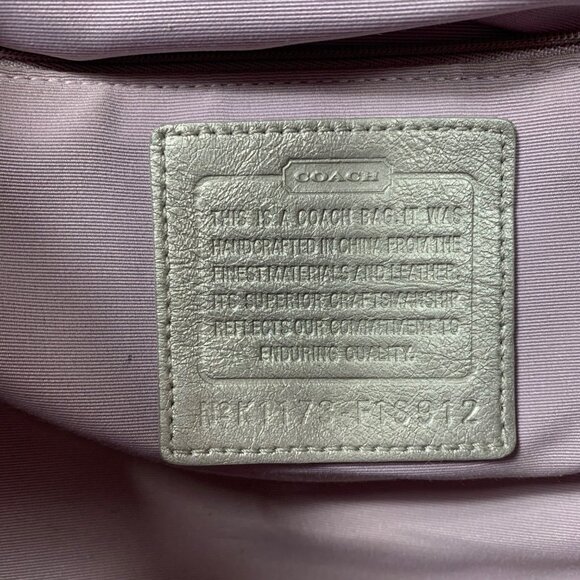 COACH
THIS IS A COACH BAG.IT WAS
HANDCRAFTED IN CHINA FROM THE
FINEST MATERIALS AND LEATHER.
ITS SUPERIOR CRAFTSMANSHIP
REFLECTS OUR COMMITMENT TO
ENDURING QUALITY.